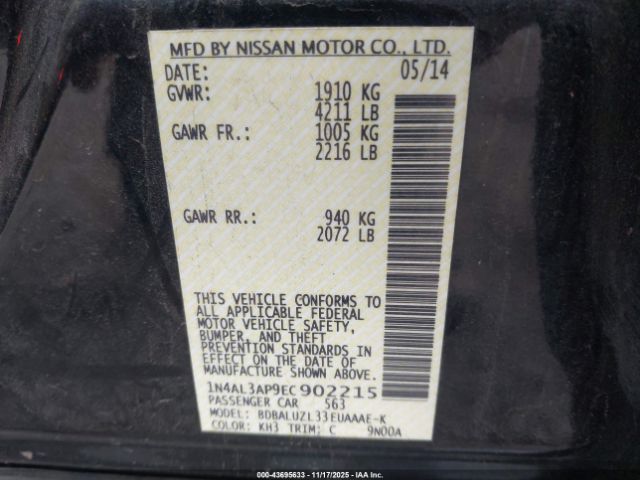 MFD BY NISSAN MOTOR CO., LTD.
DATE: 05/14
GVWR: 1910 KG
4211 LB
GAWR FR.: 1005 KG
2216 LB
GAWR RR.: 940 KG
2072 LB
THIS VEHICLE CONFORMS TO
ALL APPLICABLE FEDERAL
MOTOR VEHICLE SAFETY,
BUMPER, AND THEFT
PREVENTION STANDARDS IN
EFFECT ON THE DATE OF
MANUFACTURE SHOWN ABOVE.
1N4AL3AP9EC902215
PASSENGER CAR 563
MODEL: BDBALUZL33EUAAAE-K
COLOR: KH3 TRIM: C 9N00A
000-43695633 - 11/17/2025 - IAAI.COM